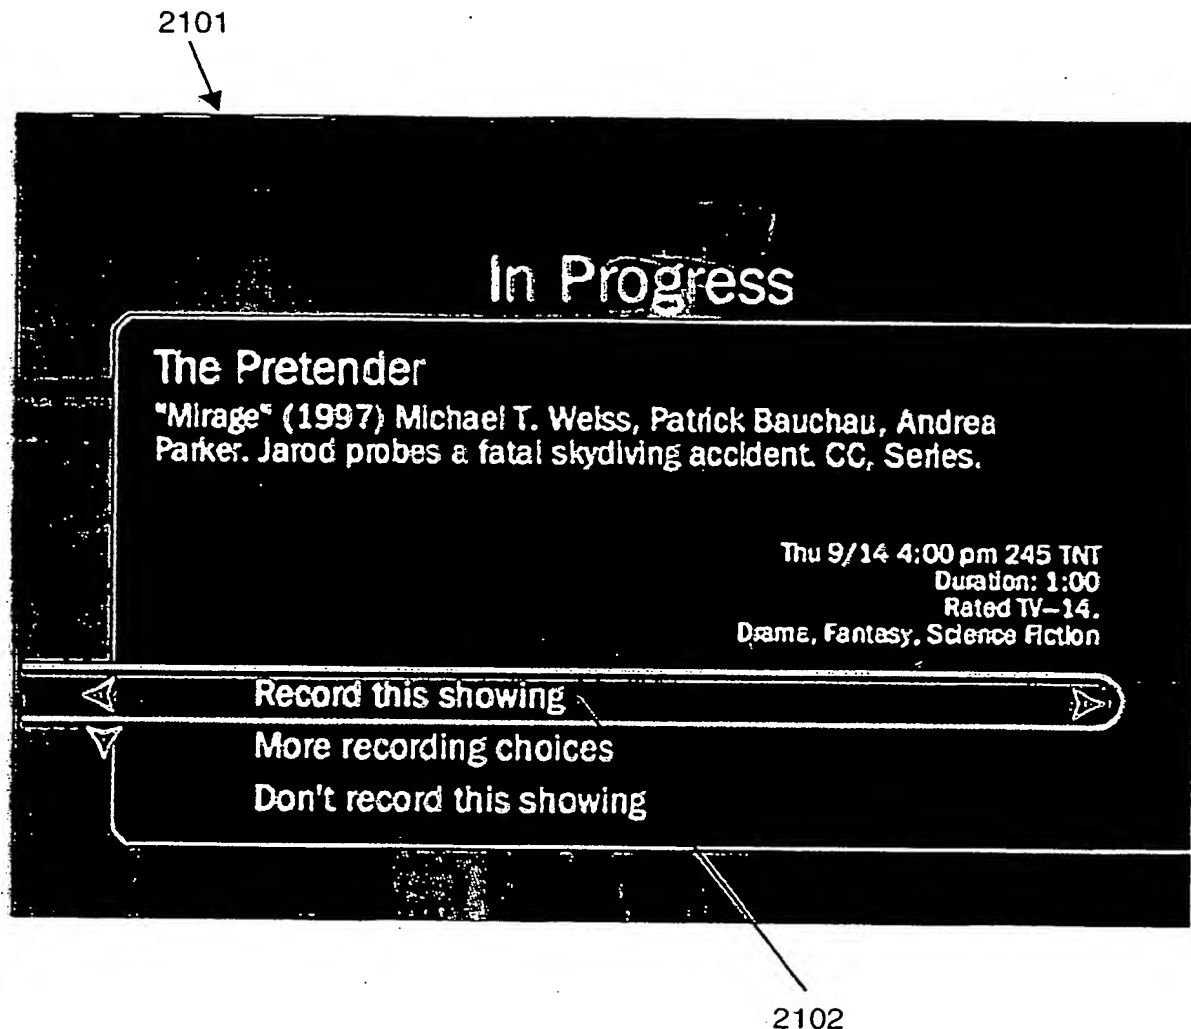 2101
In Progress
The Pretender
"Mirage" (1997) Michael T. Weiss, Patrick Bauchau, Andrea
Parker. Jarod probes a fatal skydiving accident. CC, Series.
Thu 9/14 4:00 pm 245 TNT
Duration: 1:00
Rated TV-14.
Drama, Fantasy, Science Fiction
Record this showing
More recording choices
Don't record this showing
2102